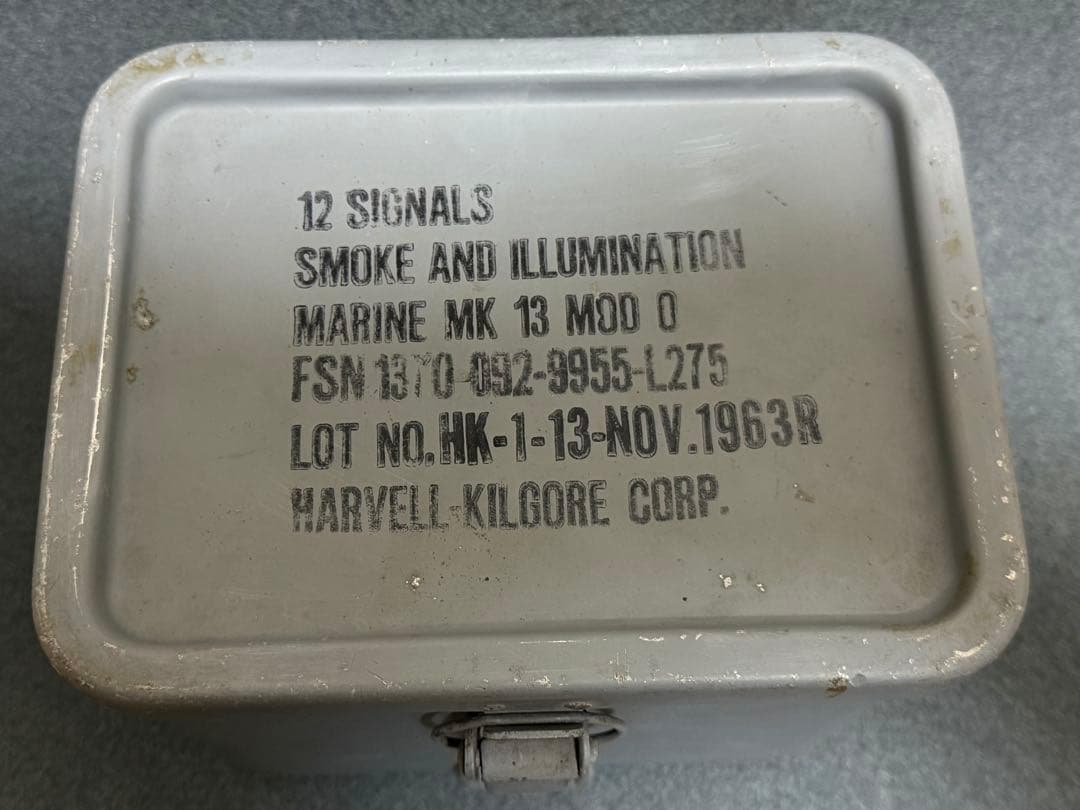 12 SIGNALS
SMOKE AND ILLUMINATION
MARINE MK 13 MOD 0
FSN 1370-092-9955-L275
LOT NO. HK-1-13-NOV. 1963R
HARVELL-KILGORE CORP.